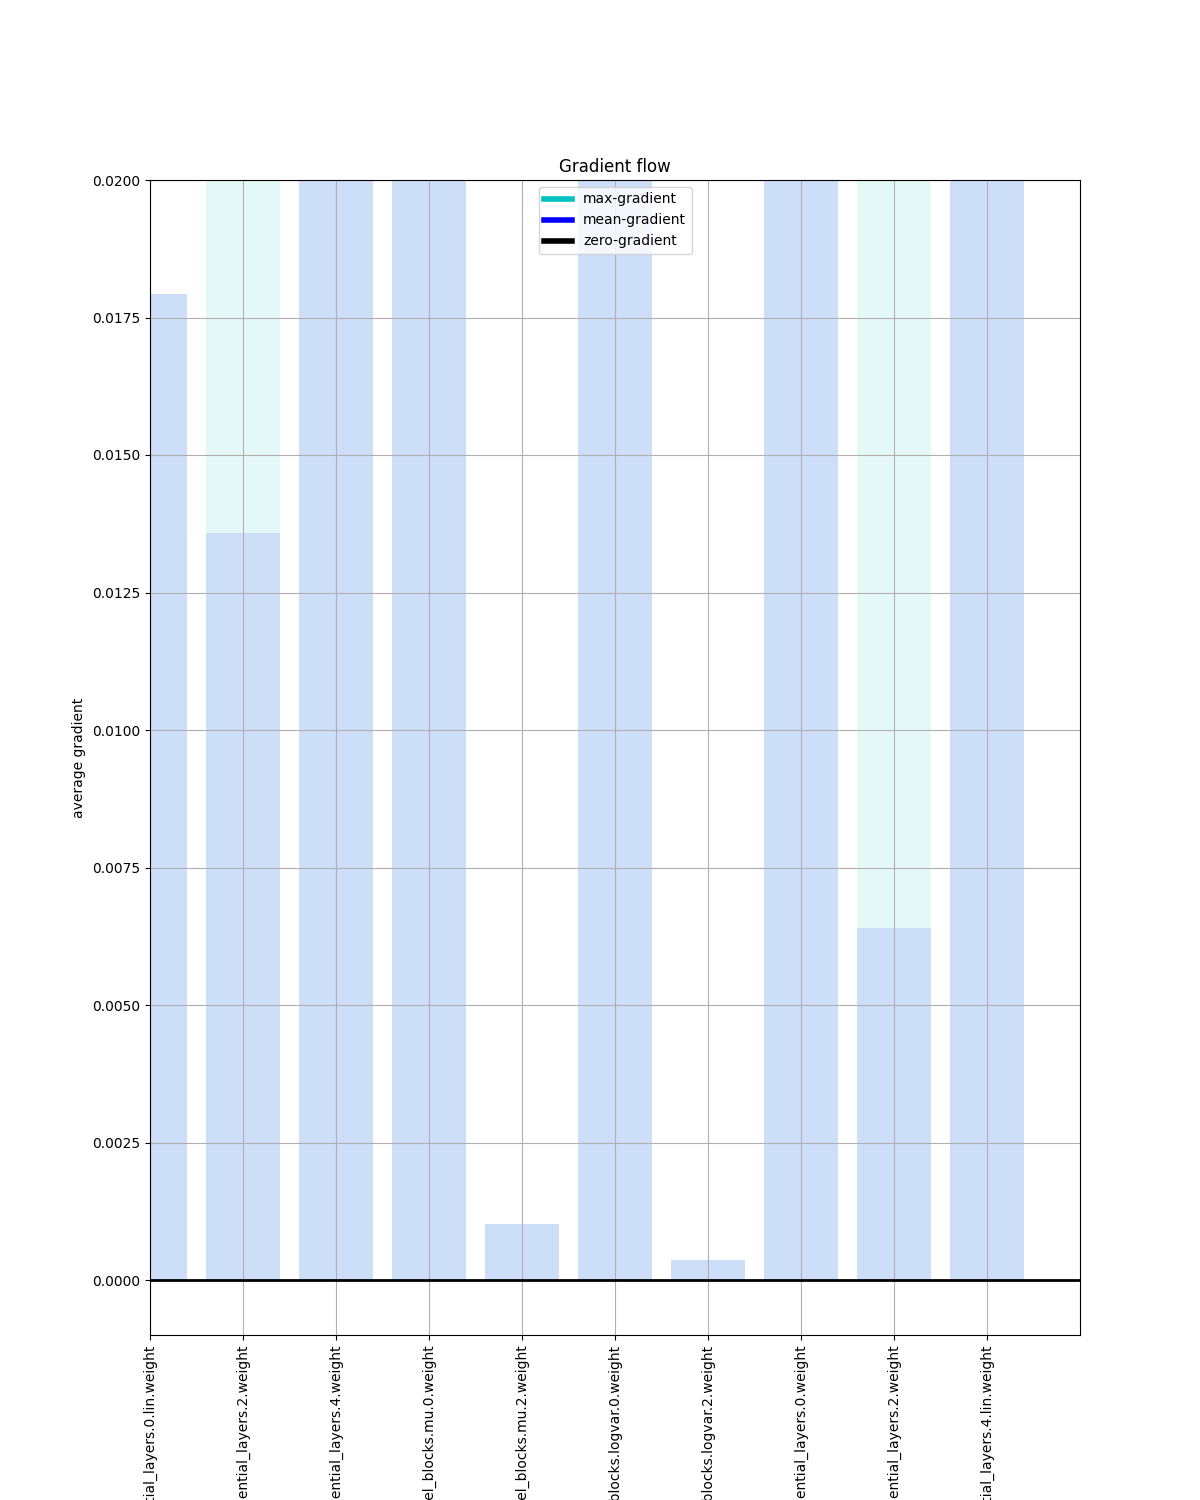 Gradient flow
max-gradient
mean-gradient
zero-gradient
0.0200
0.0175
0.0150
0.0125
0.0100
0.0075
0.0050
0.0025
0.0000
average gradient
tial_layers.0.lin.weight
ential_layers.2.weight
ential_layers.4.weight
el_blocks.mu.0.weight
el_blocks.mu.2.weight
blocks.logvar.0.weight
blocks.logvar.2.weight
ential_layers.0.weight
ential_layers.2.weight
tial_layers.4.lin.weight